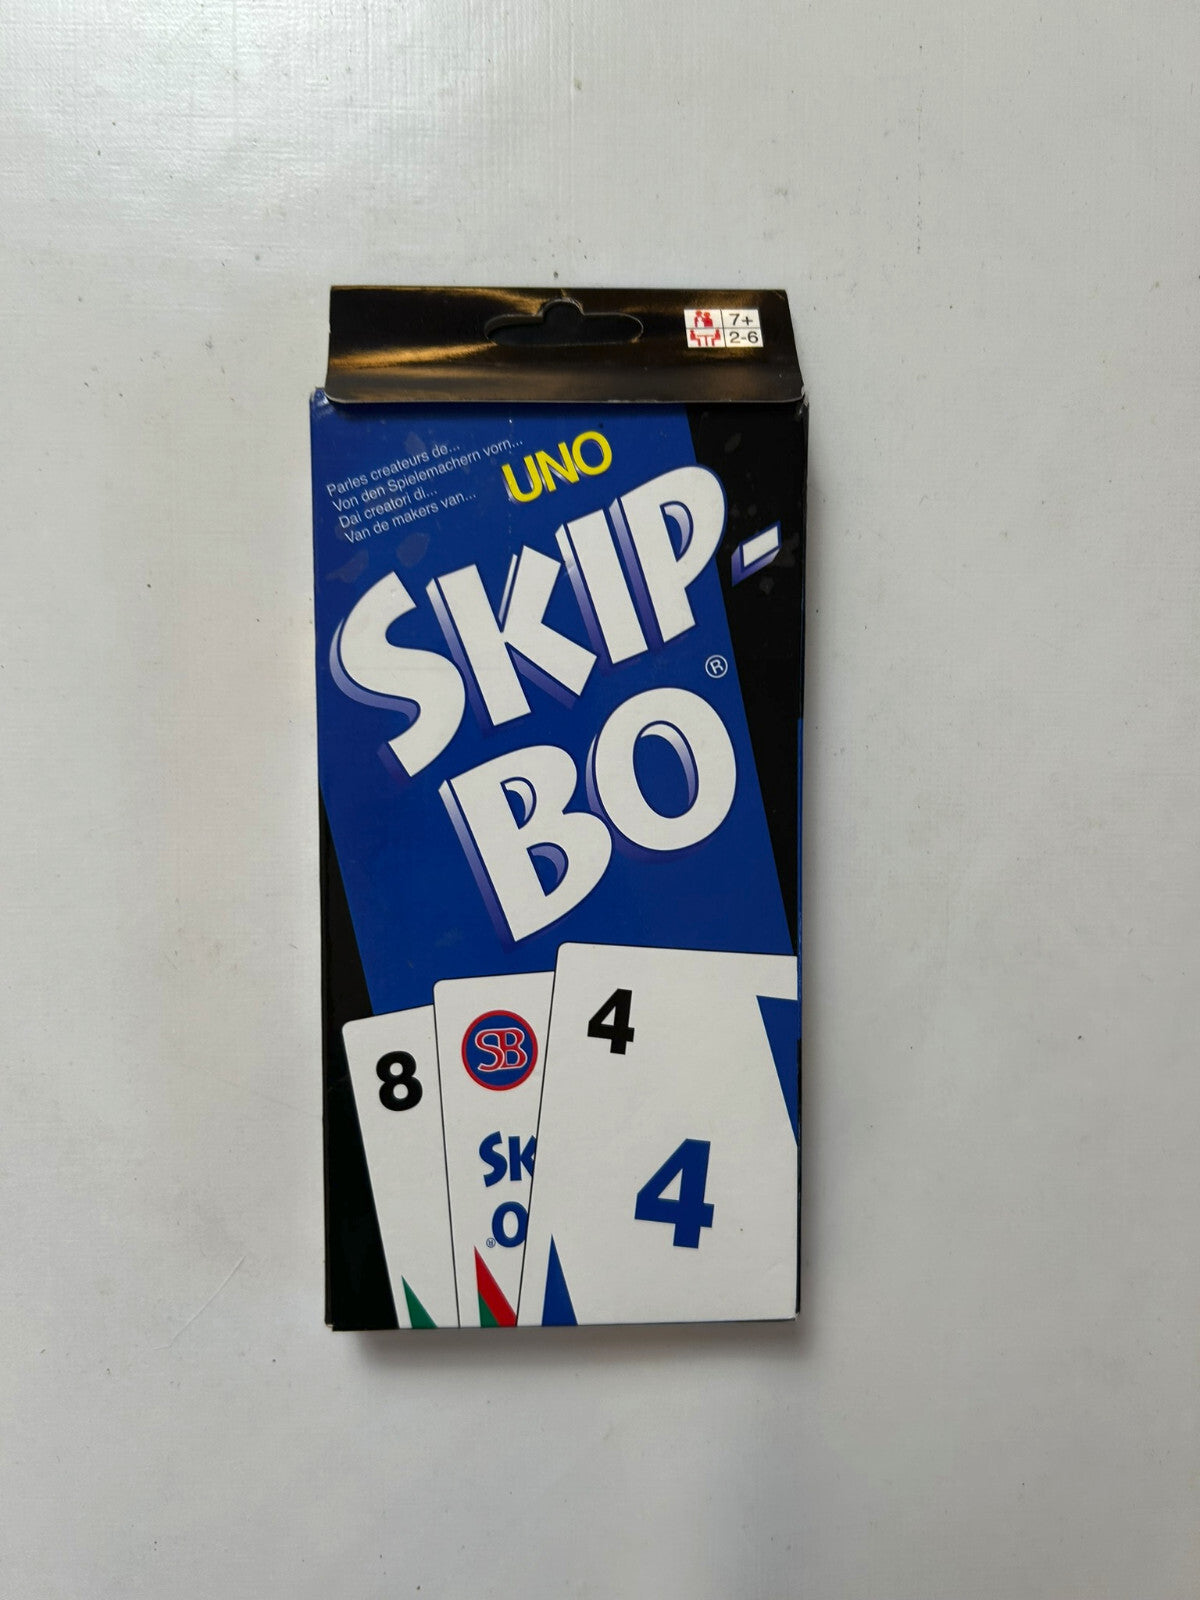 7+
2-6
Parles createurs de...
Von den Spielemachern vom...
Dai creatori di...
Van de makers van...
UNO
SKIP-
BO®
8
SB
SK
®O
4
4